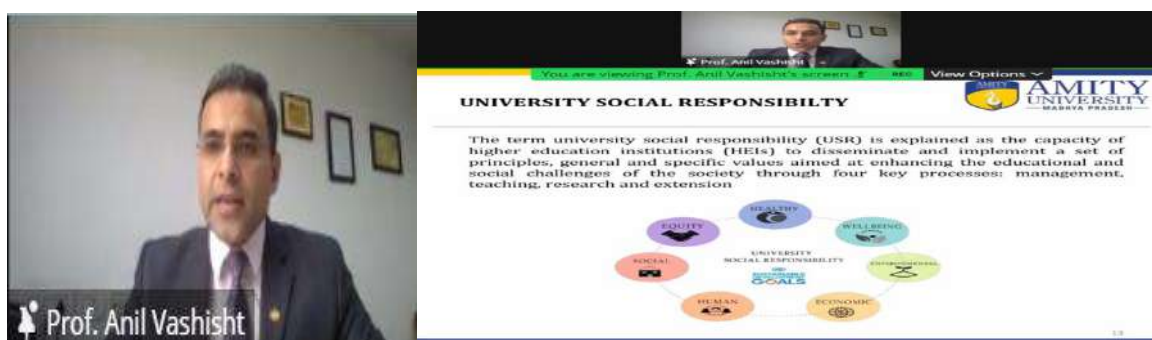 Prof. Anil Vashisht
Prof. Anil Vashisht
You are viewing Prof. Anil Vashisht's screen
REC
View Options
AMITY
AMITY
UNIVERSITY
MADHYA PRADESH
UNIVERSITY SOCIAL RESPONSIBILTY
The term university social responsibility (USR) is explained as the capacity of
higher education institutions (HEIs) to disseminate and implement a set of
principles, general and specific values aimed at enhancing the educational and
social challenges of the society through four key processes: management,
teaching, research and extension
HEALTHY
EQUITY
WELLBEING
UNIVERSITY
SOCIAL RESPONSIBILITY
SOCIAL
ENVIRONMENTAL
SUSTAINABLE
DEVELOPMENT
GOALS
HUMAN
ECONOMIC